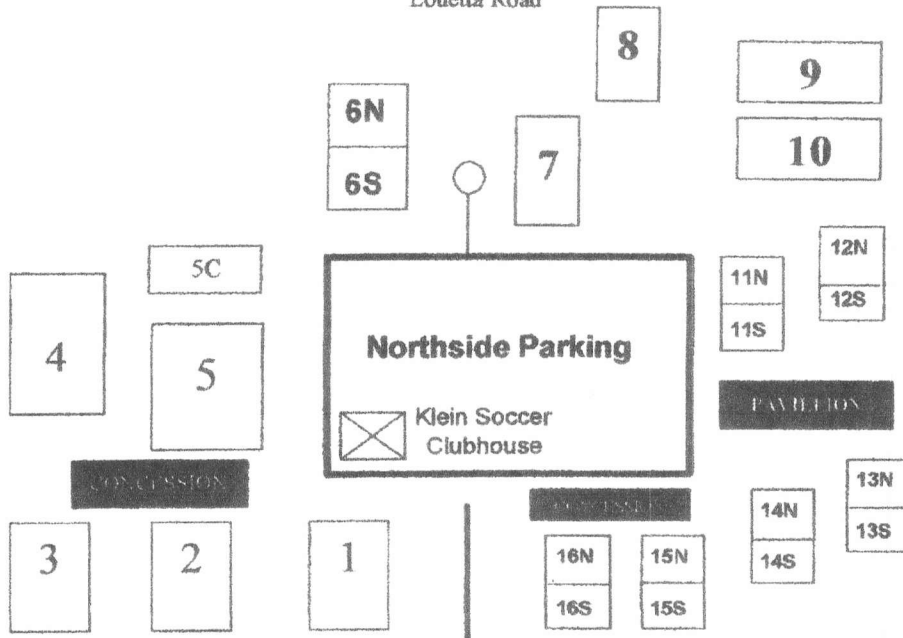 Louetta Road
8
9
6N
10
7
6S
12N
5C
11N
12S
11S
4
Northside Parking
5
PAVILLION
Klein Soccer
Clubhouse
CONCESSION
13N
14N
13S
3
2
1
16N
15N
14S
16S
15S